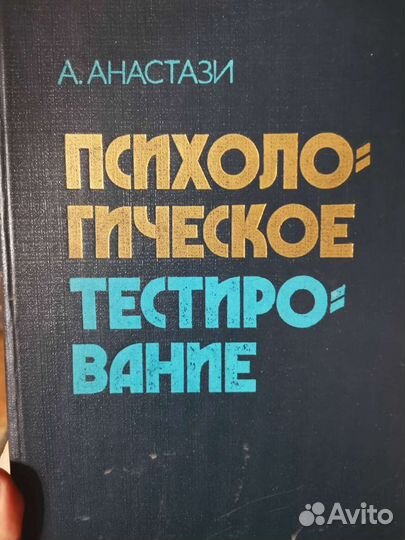 А. АНАСТАЗИ
ПСИХОЛО=
ГИЧЕСКОЕ
ТЕСТИРО=
ВАНИЕ
Avito